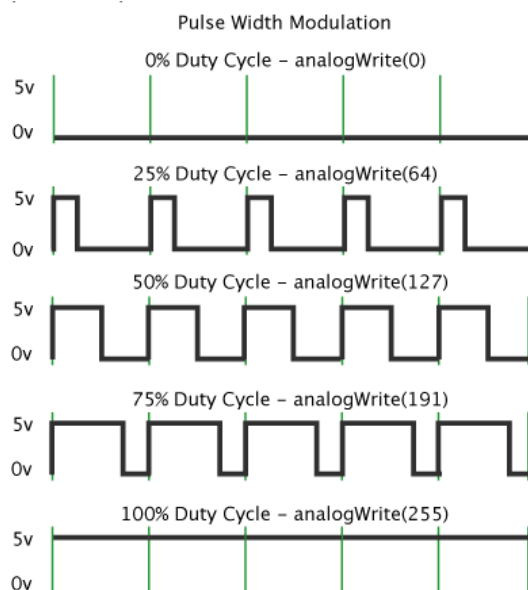 Pulse Width Modulation
0% Duty Cycle – analogWrite(0)
5v
0v
25% Duty Cycle – analogWrite(64)
5v
0v
50% Duty Cycle – analogWrite(127)
5v
0v
75% Duty Cycle – analogWrite(191)
5v
0v
100% Duty Cycle – analogWrite(255)
5v
0v